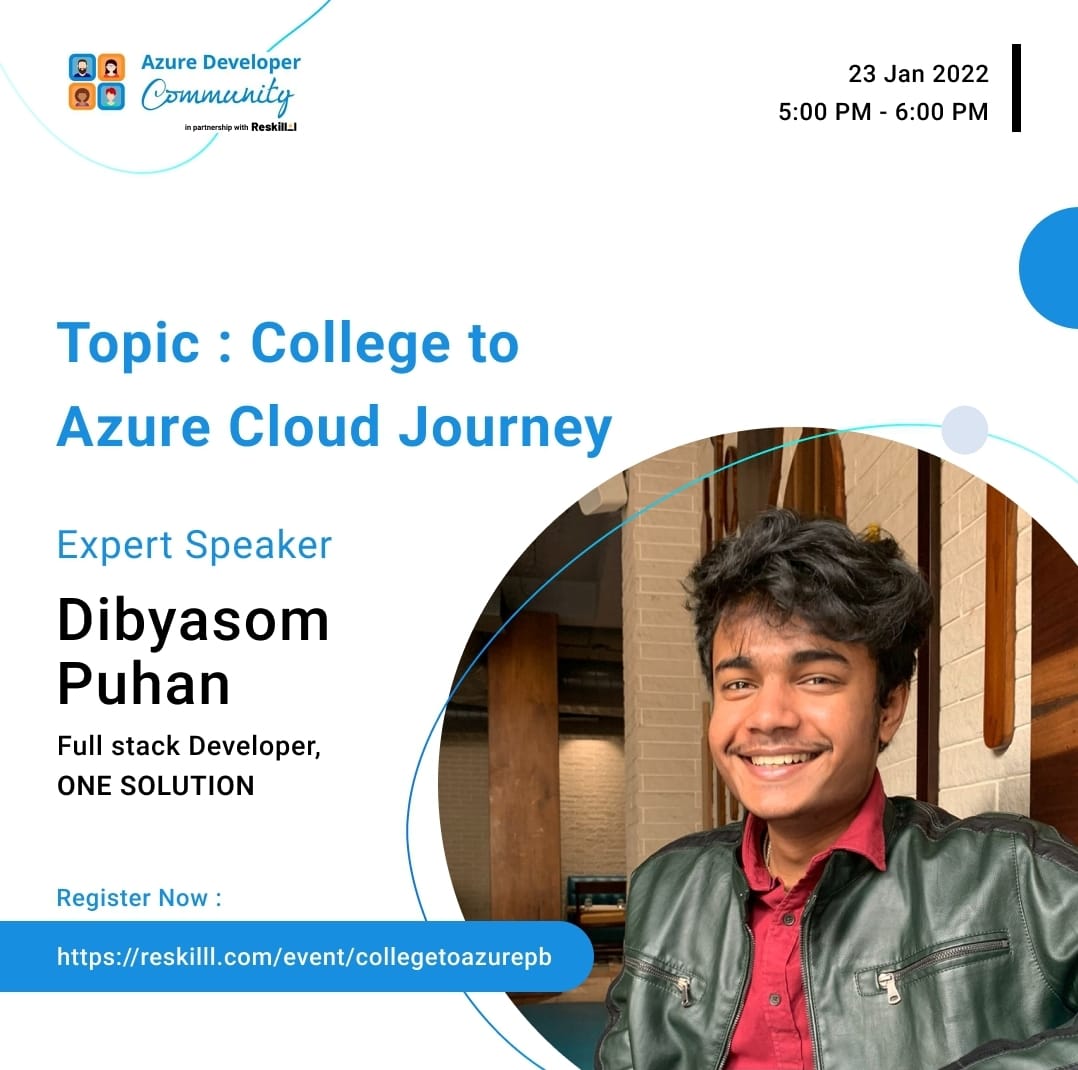 Azure Developer
Community
in partnership with Reskilll
23 Jan 2022
5:00 PM - 6:00 PM
Topic : College to
Azure Cloud Journey
Expert Speaker
Dibyasom
Puhan
Full stack Developer,
ONE SOLUTION
Register Now :
https://reskilll.com/event/collegetoazurepb